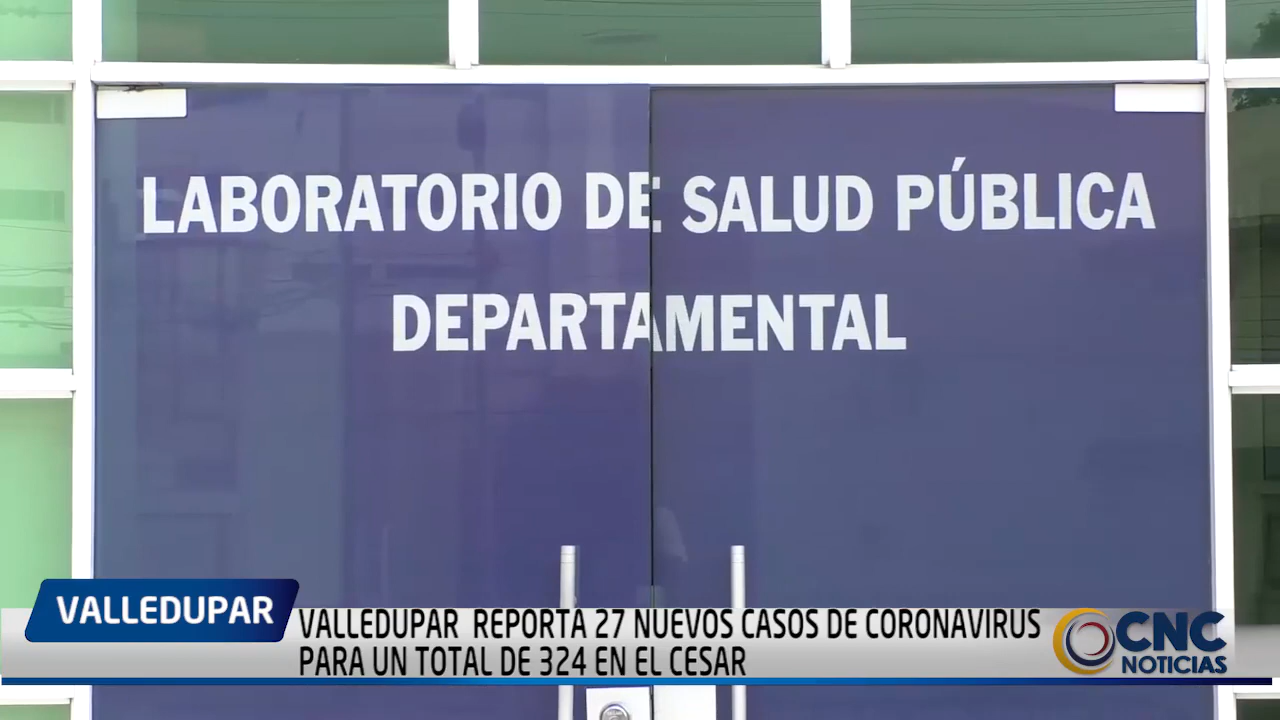 LABORATORIO DE SALUD PÚBLICA
DEPARTAMENTAL
VALLEDUPAR
VALLEDUPAR REPORTA 27 NUEVOS CASOS DE CORONAVIRUS
PARA UN TOTAL DE 324 EN EL CESAR
CNC
NOTICIAS